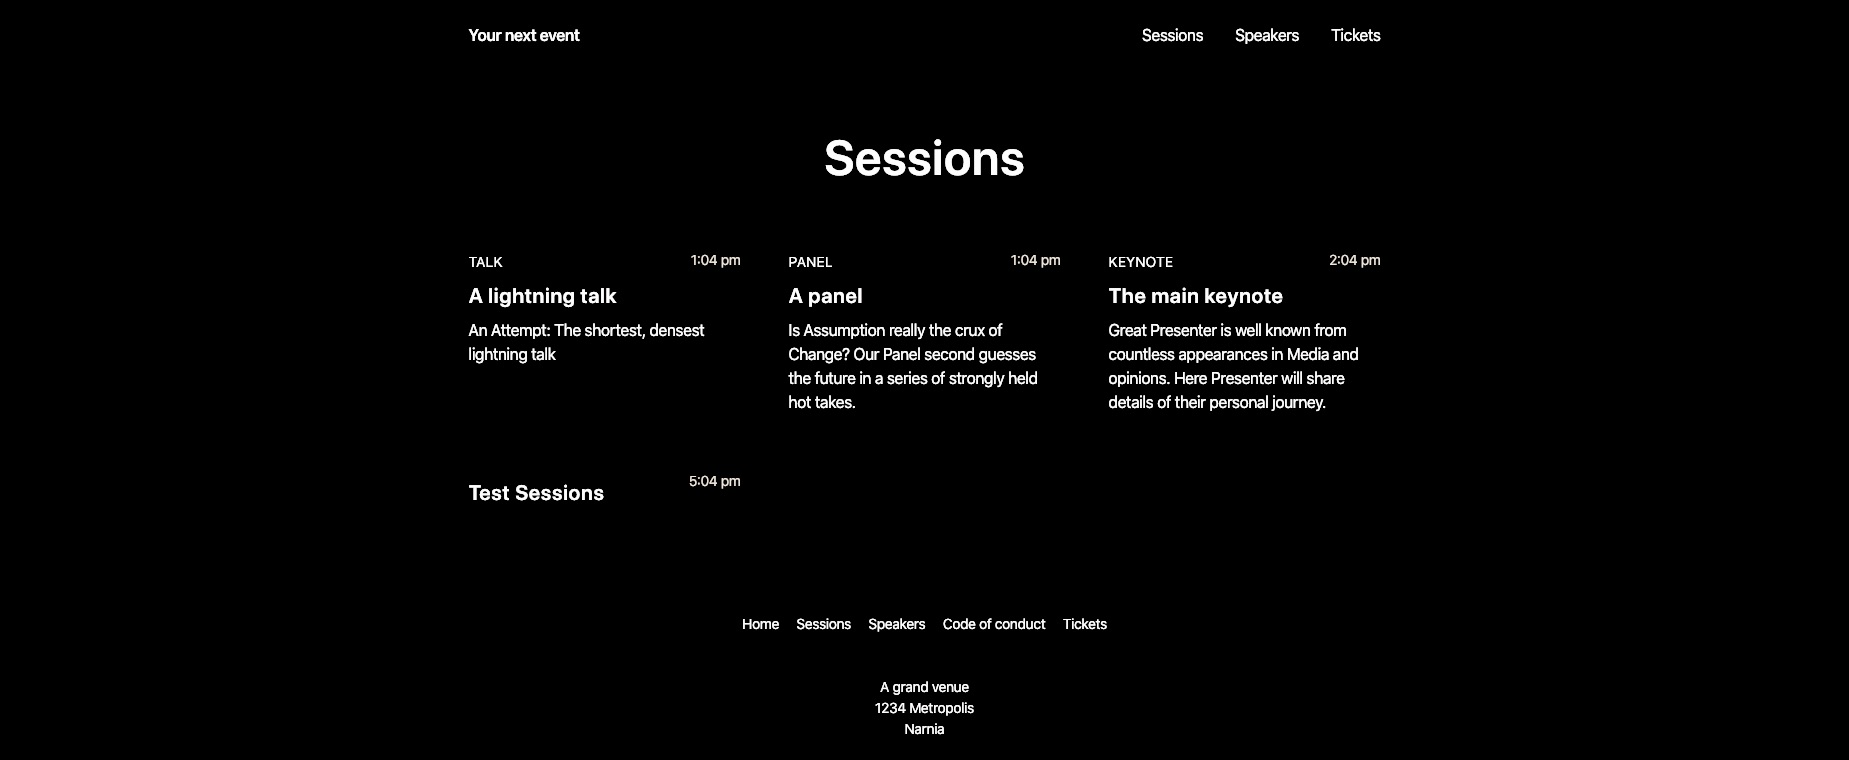 Your next event
Sessions Speakers Tickets
Sessions
TALK 1:04 pm
A lightning talk
An Attempt: The shortest, densest
lightning talk
PANEL 1:04 pm
A panel
Is Assumption really the crux of
Change? Our Panel second guesses
the future in a series of strongly held
hot takes.
KEYNOTE 2:04 pm
The main keynote
Great Presenter is well known from
countless appearances in Media and
opinions. Here Presenter will share
details of their personal journey.
5:04 pm
Test Sessions
Home Sessions Speakers Code of conduct Tickets
A grand venue
1234 Metropolis
Narnia